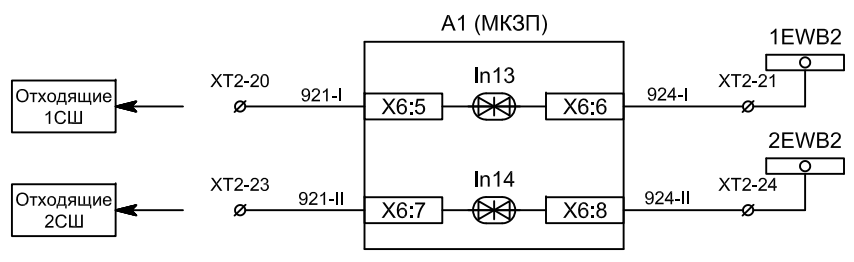 А1 (МКЗП)
1EWB2
In13
XT2-20
XT2-21
921-I
924-I
Отходящие
1СШ
X6:5
X6:6
2EWB2
In14
XT2-23
XT2-24
921-II
924-II
Отходящие
2СШ
X6:7
X6:8